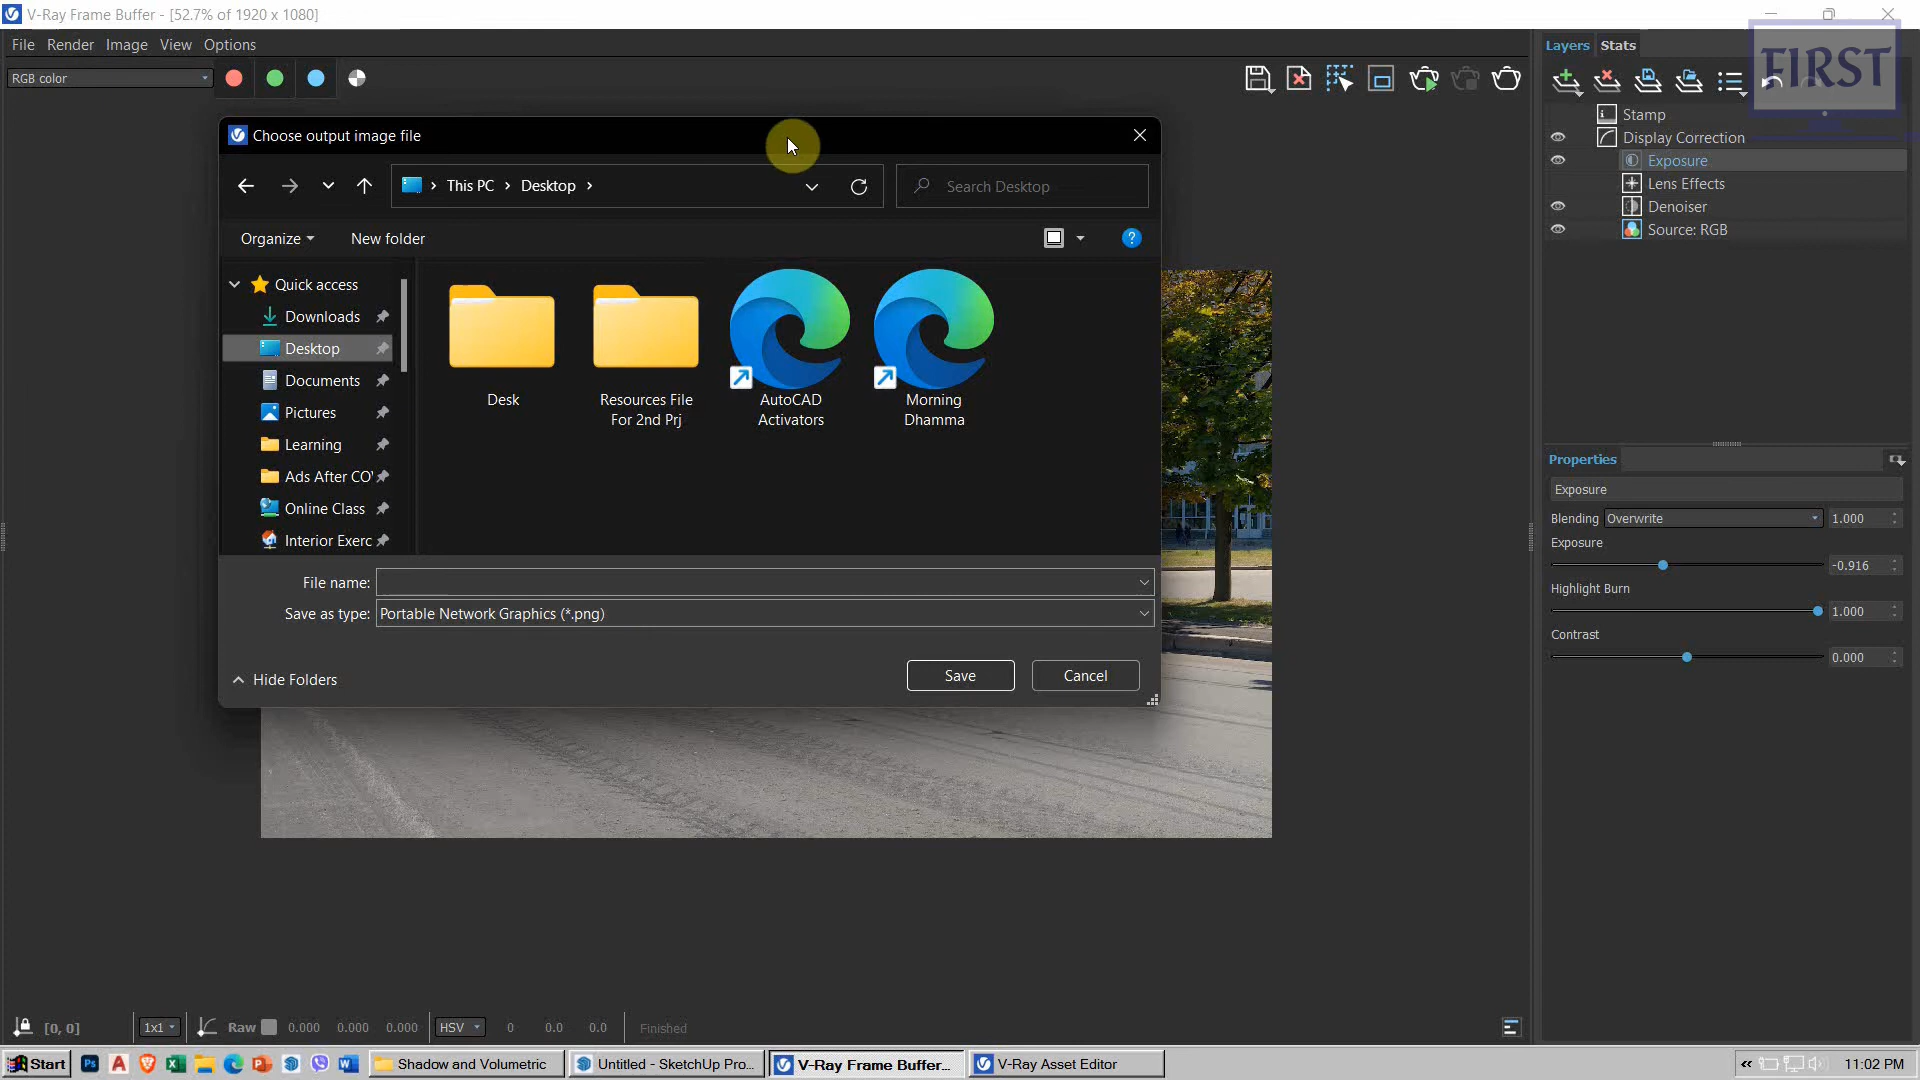 V-Ray Frame Buffer - [52.7% of 1920 x 1080]
File Render Image View Options
Layers Stats
FIRST
RGB color
Stamp
Display Correction
Exposure
Lens Effects
Denoiser
Source: RGB
Choose output image file
This PC > Desktop >
Search Desktop
Organize New folder
Quick access
Downloads
Desktop
Documents
Pictures
Learning
Ads After CO
Online Class
Interior Exerc
Desk
Resources File
For 2nd Prj
AutoCAD
Activators
Morning
Dhamma
File name:
Save as type: Portable Network Graphics (*.png)
Hide Folders
Save Cancel
Properties
Exposure
Blending Overwrite 1.000
Exposure
-0.916
Highlight Burn
1.000
Contrast
0.000
[0, 0] 1x1 Raw 0.000 0.000 0.000 HSV 0 0.0 0.0 Finished
Start Shadow and Volumetric Untitled - SketchUp Pro... V-Ray Frame Buffer... V-Ray Asset Editor 11:02 PM